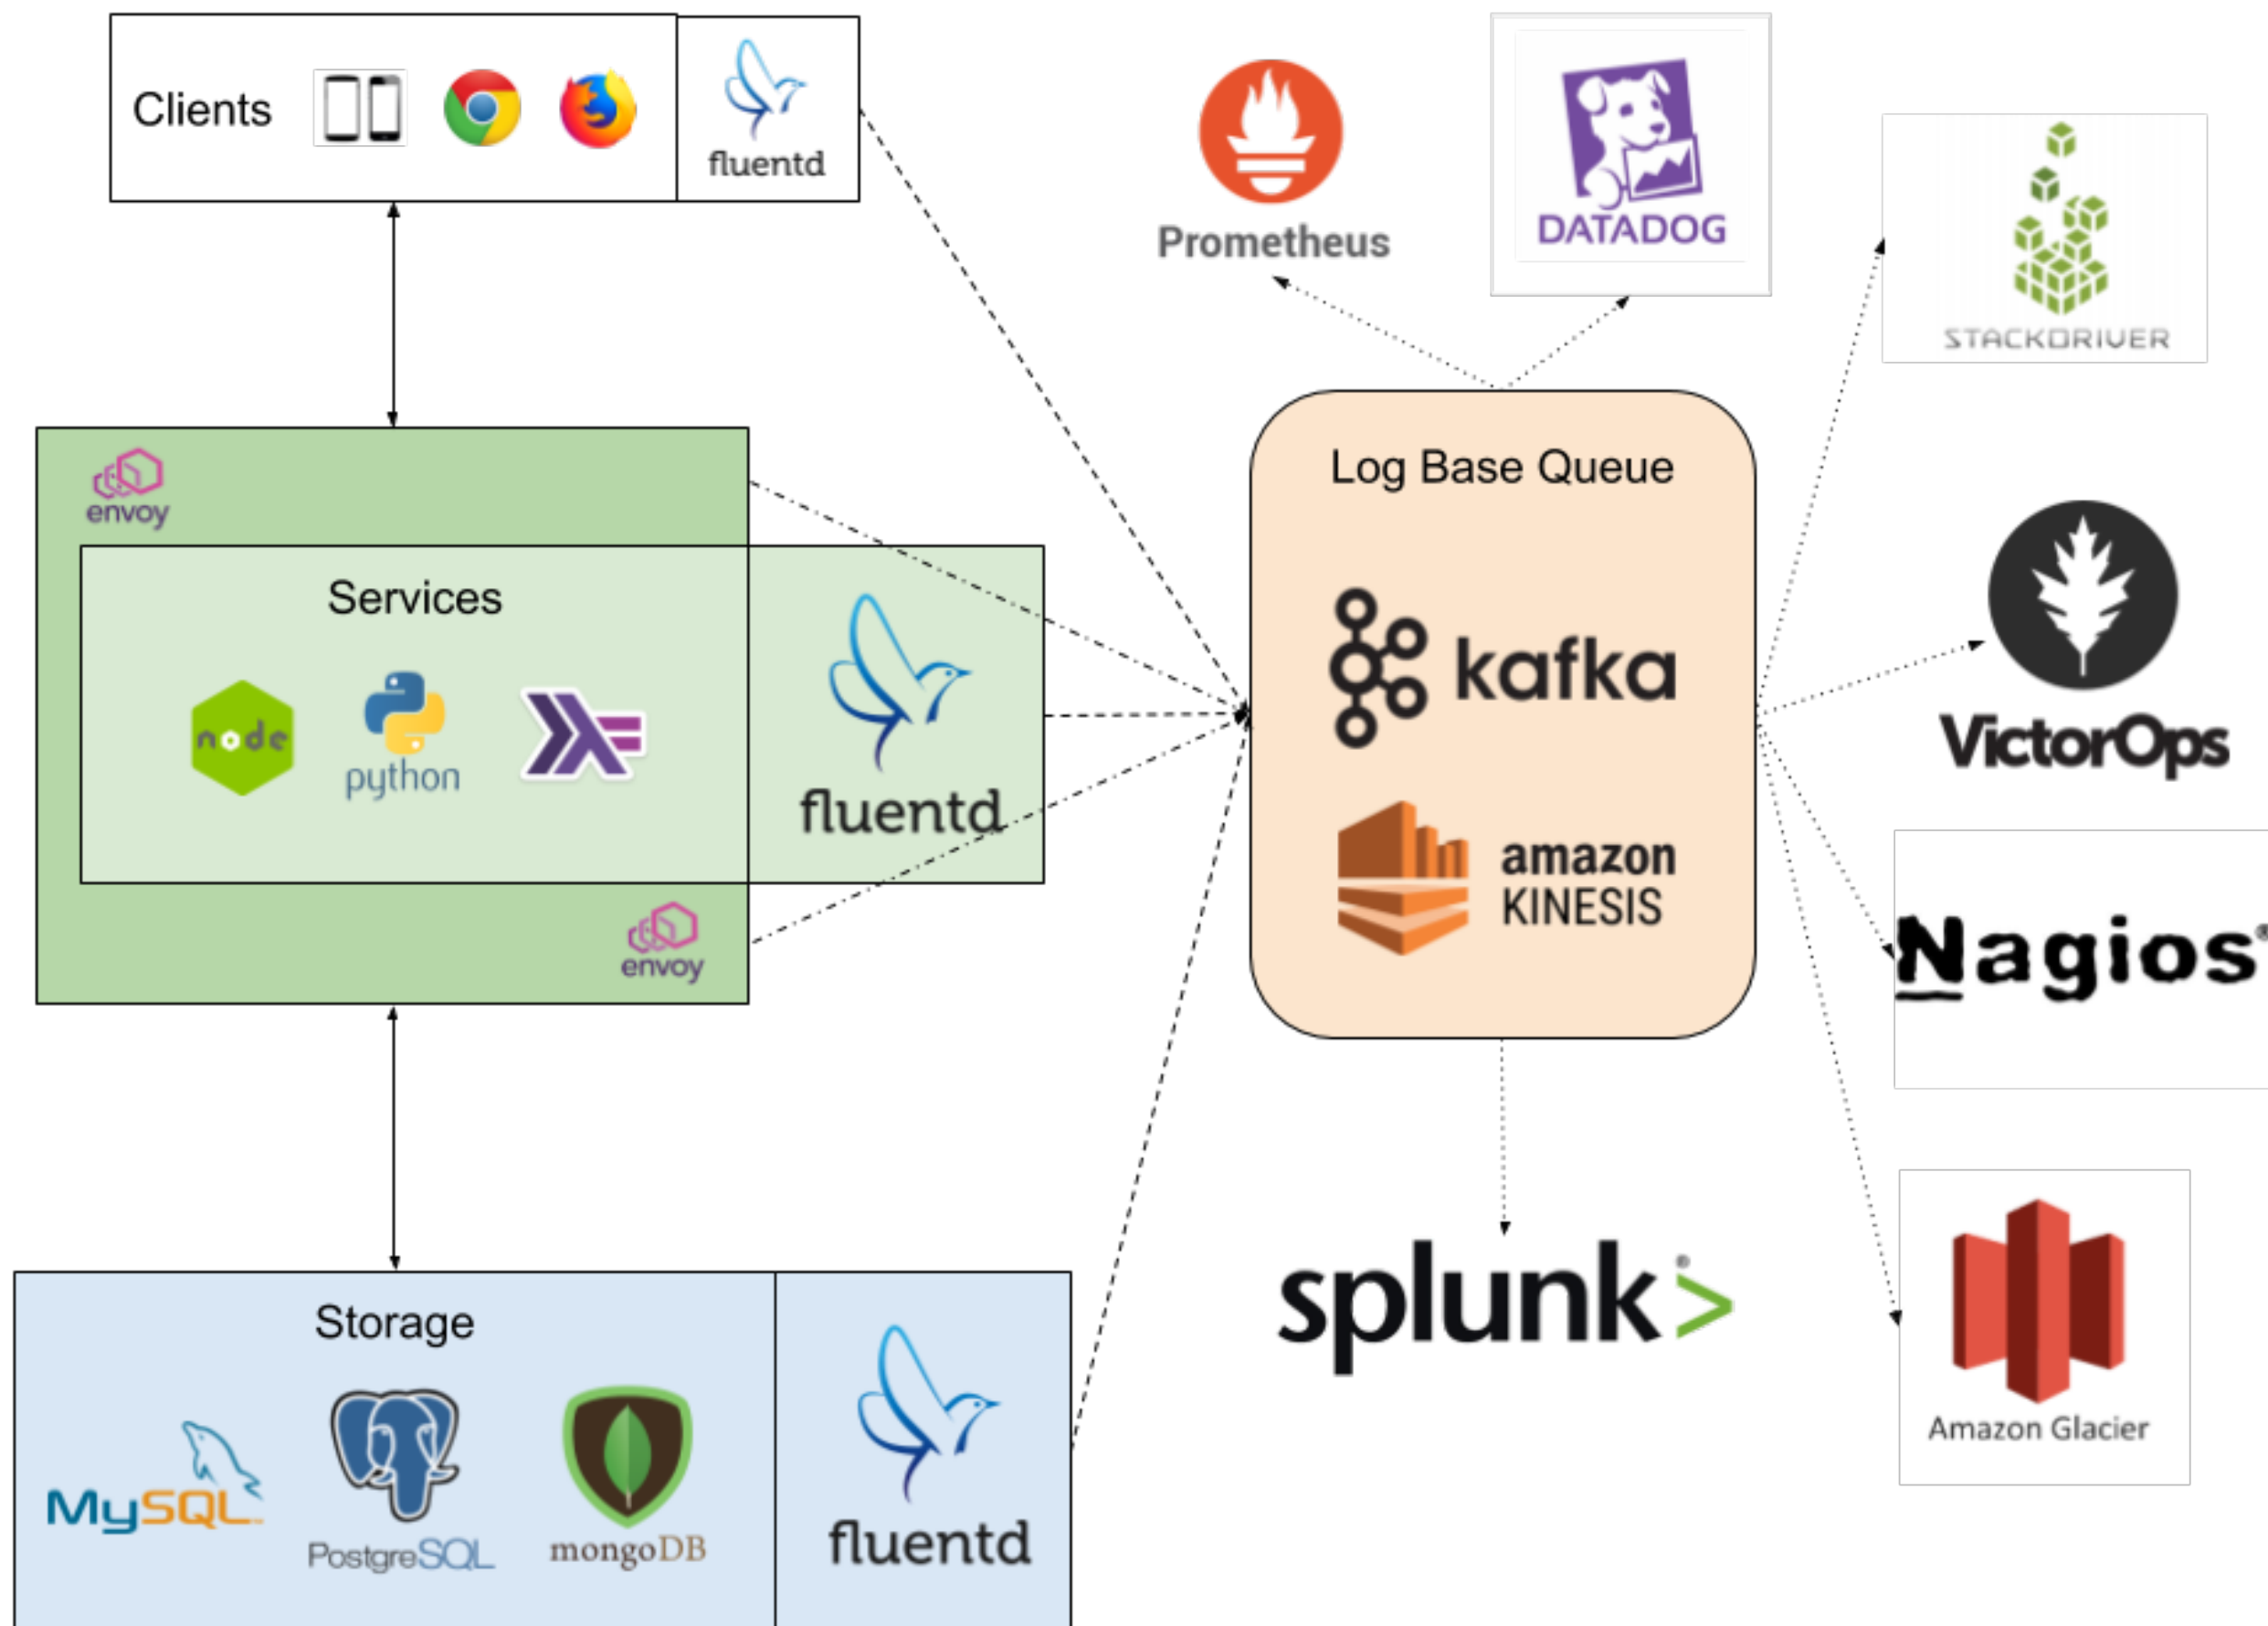 Clients
fluentd
Prometheus
DATADOG
STACKDRIVER
envoy
Services
node
python
fluentd
envoy
Log Base Queue
kafka
amazon
KINESIS
VictorOps
Nagios®
splunk>®
Amazon Glacier
Storage
MySQL
PostgreSQL
mongoDB
fluentd